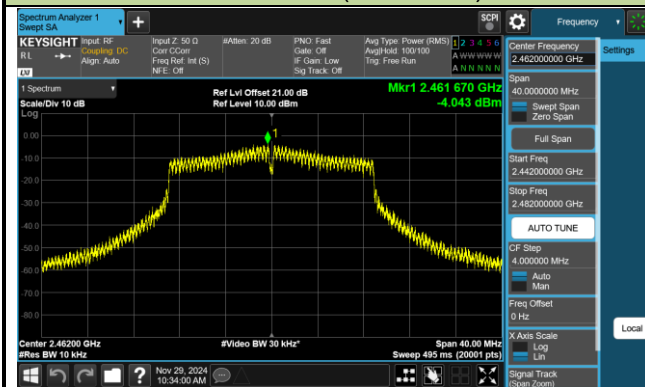 Spectrum Analyzer 1
Swept SA
+
SCPI
Frequency
KEYSIGHT
R L
LXI
Input: RF
Coupling: DC
Align: Auto
Input Z: 50 Ω
Corr CCorr
Freq Ref: Int (S)
NFE: Off
#Atten: 20 dB
PNO: Fast
Gate: Off
IF Gain: Low
Sig Track: Off
Avg Type: Power (RMS)
Avg|Hold: 100/100
Trig: Free Run
1 2 3 4 5 6
A W W W W W
A N N N N N
1 Spectrum
Scale/Div 10 dB
Log
Ref Lvl Offset 21.00 dB
Ref Level 10.00 dBm
Mkr1 2.461 670 GHz
-4.043 dBm
1
0.00
-10.0
-20.0
-30.0
-40.0
-50.0
-60.0
-70.0
-80.0
Center 2.46200 GHz
#Res BW 10 kHz
#Video BW 30 kHz*
Span 40.00 MHz
Sweep 495 ms (20001 pts)
Nov 29, 2024
10:34:00 AM
?
Center Frequency
2.462000000 GHz
Settings
Span
40.0000000 MHz
Swept Span
Zero Span
Full Span
Start Freq
2.442000000 GHz
Stop Freq
2.482000000 GHz
AUTO TUNE
CF Step
4.000000 MHz
Auto
Man
Freq Offset
0 Hz
Local
X Axis Scale
Log
Lin
Signal Track
(Span Zoom)